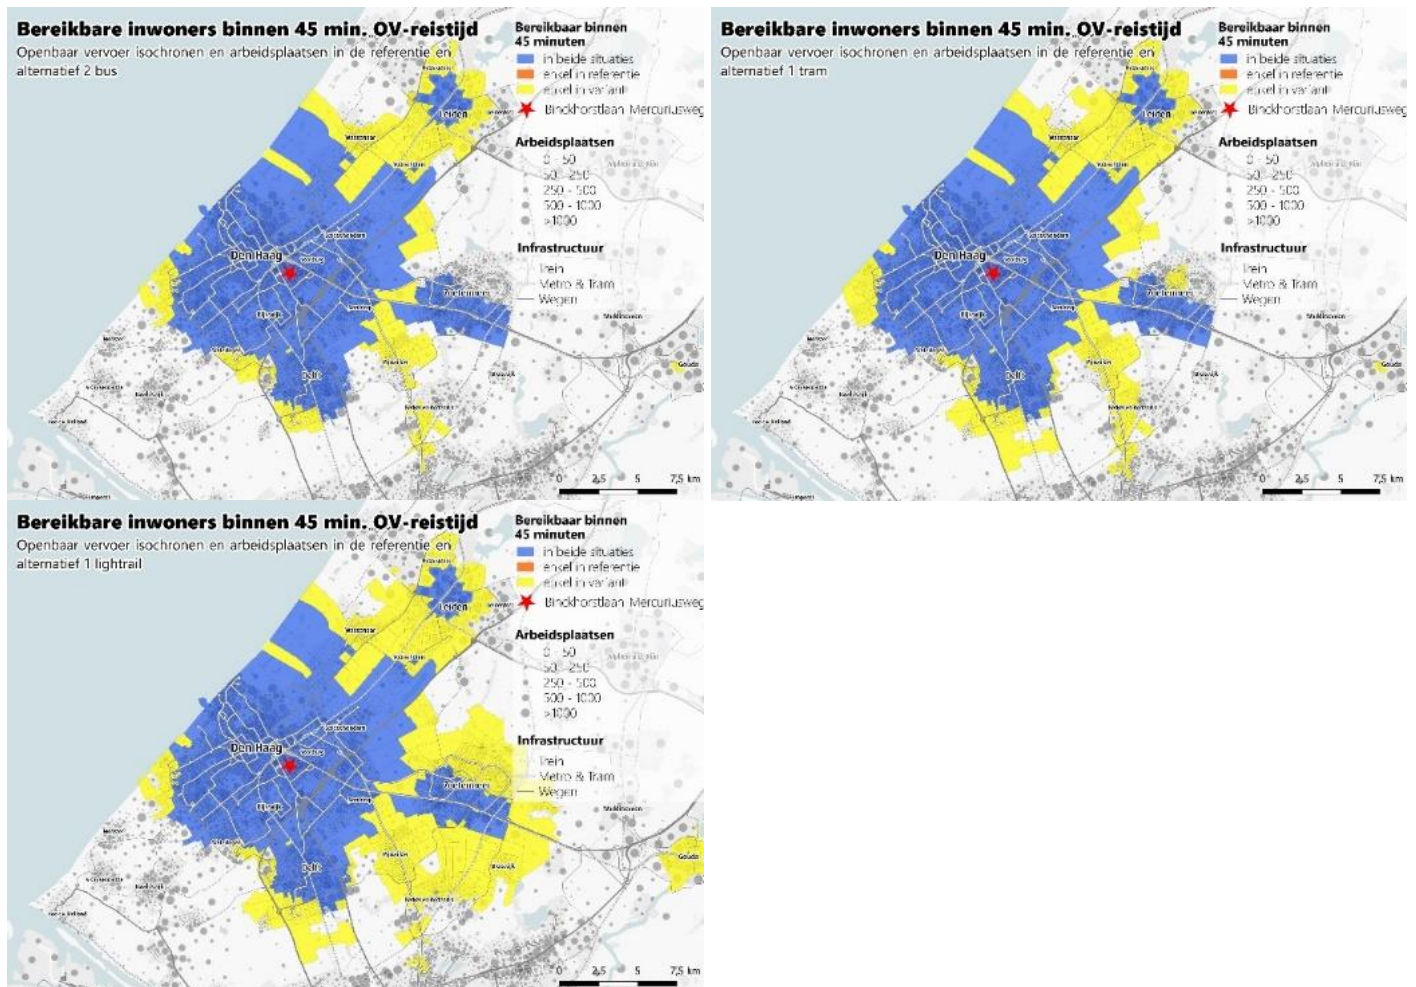 Bereikbare inwoners binnen 45 min. OV-reistijd
Openbaar vervoer isochronen en arbeidsplaatsen in de referentie en
alternatief 2 bus
Bereikbaar binnen
45 minuten
in beide situaties
enkel in referentie
enkel in variant
Binckhorstlaan Mercuriusweg
Arbeidsplaatsen
0 - 50
50 - 250
250 - 500
500 - 1000
>1000
Infrastructuur
Trein
Metro & Tram
Wegen
Leiden
Den Haag
Zoetermeer
Delft
Gouda
0 2,5 5 7,5 km
Bereikbare inwoners binnen 45 min. OV-reistijd
Openbaar vervoer isochronen en arbeidsplaatsen in de referentie en
alternatief 1 tram
Bereikbaar binnen
45 minuten
in beide situaties
enkel in referentie
enkel in variant
Binckhorstlaan Mercuriusweg
Arbeidsplaatsen
0 - 50
50 - 250
250 - 500
500 - 1000
>1000
Infrastructuur
Trein
Metro & Tram
Wegen
Leiden
Den Haag
Zoetermeer
Delft
Gouda
0 2,5 5 7,5 km
Bereikbare inwoners binnen 45 min. OV-reistijd
Openbaar vervoer isochronen en arbeidsplaatsen in de referentie en
alternatief 1 lightrail
Bereikbaar binnen
45 minuten
in beide situaties
enkel in referentie
enkel in variant
Binckhorstlaan Mercuriusweg
Arbeidsplaatsen
0 - 50
50 - 250
250 - 500
500 - 1000
>1000
Infrastructuur
Trein
Metro & Tram
Wegen
Leiden
Den Haag
Zoetermeer
Delft
Gouda
0 2,5 5 7,5 km